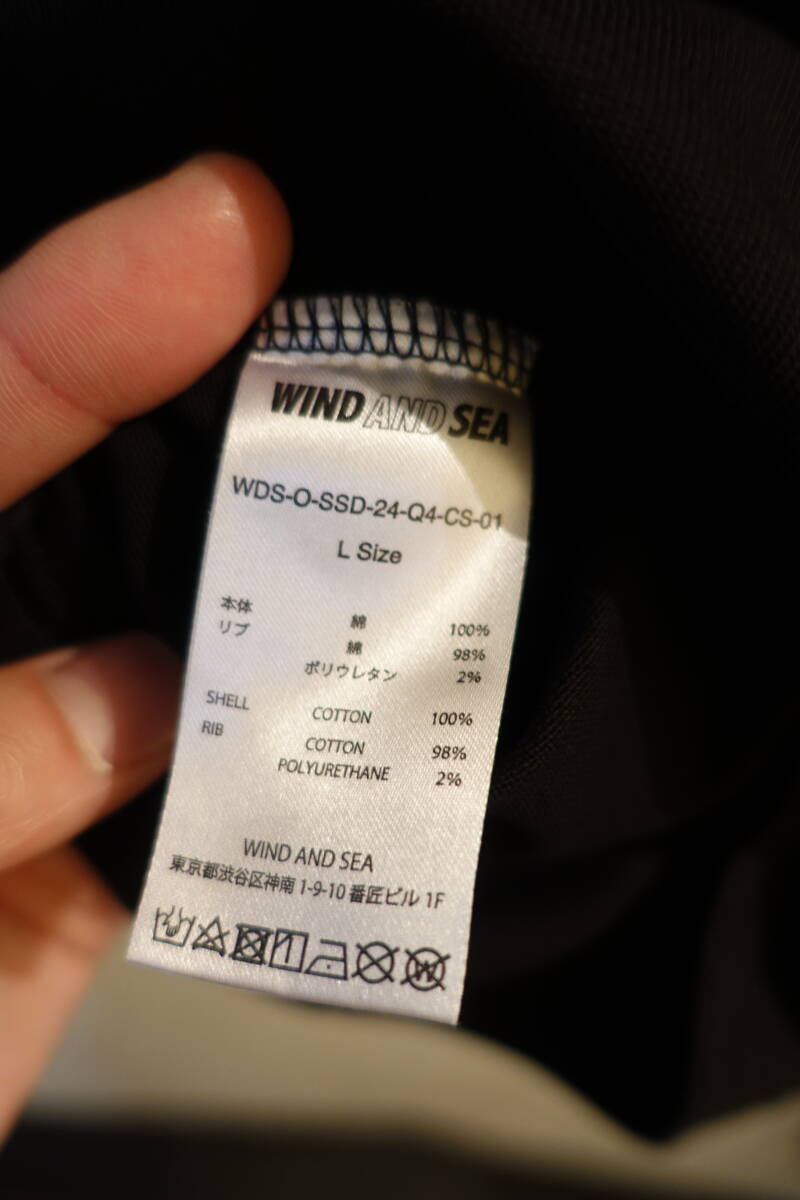 WIND AND SEA
WDS-O-SSD-24-Q4-CS-01
L Size
本体 綿 100%
リブ 綿 98%
ポリウレタン 2%
SHELL COTTON 100%
RIB COTTON 98%
POLYURETHANE 2%
WIND AND SEA
東京都渋谷区神南 1-9-10 番匠ビル 1F
W